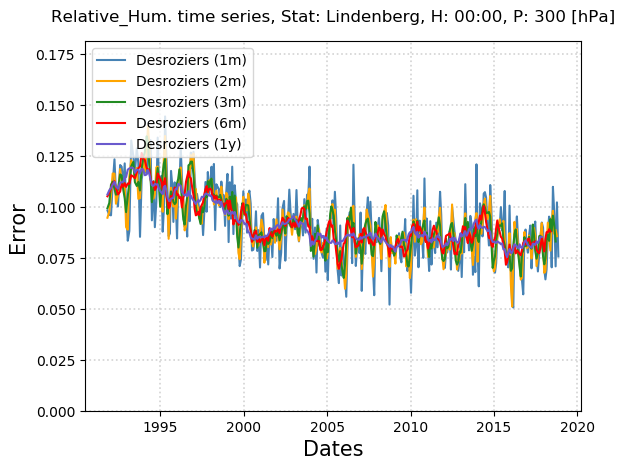 Relative_Hum. time series, Stat: Lindenberg, H: 00:00, P: 300 [hPa]
Desroziers (1m)
Desroziers (2m)
Desroziers (3m)
Desroziers (6m)
Desroziers (1y)
Error
0.175
0.150
0.125
0.100
0.075
0.050
0.025
0.000
1995 2000 2005 2010 2015 2020
Dates